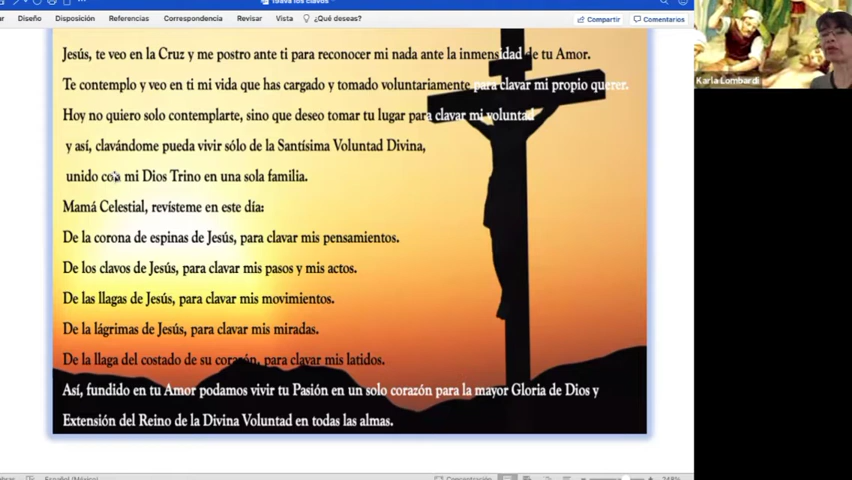 19ava los clavos
Diseño Disposición Referencias Correspondencia Revisar Vista ¿Qué deseas? Compartir Comentarios
Jesús, te veo en la Cruz y me postro ante ti para reconocer mi nada ante la inmensidad de tu Amor.
Te contemplo y veo en ti mi vida que has cargado y tomado voluntariamente para clavar mi propio querer.
Hoy no quiero solo contemplarte, sino que deseo tomar tu lugar para clavar mi voluntad
y así, clavándome pueda vivir sólo de la Santísima Voluntad Divina,
unido con mi Dios Trino en una sola familia.
Mamá Celestial, revísteme en este día:
De la corona de espinas de Jesús, para clavar mis pensamientos.
De los clavos de Jesús, para clavar mis pasos y mis actos.
De las llagas de Jesús, para clavar mis movimientos.
De la lágrimas de Jesús, para clavar mis miradas.
De la llaga del costado de su corazón, para clavar mis latidos.
Así, fundido en tu Amor podamos vivir tu Pasión en un solo corazón para la mayor Gloria de Dios y
Extensión del Reino de la Divina Voluntad en todas las almas.
Karla Lombardi
Español (México) Concentración 248%